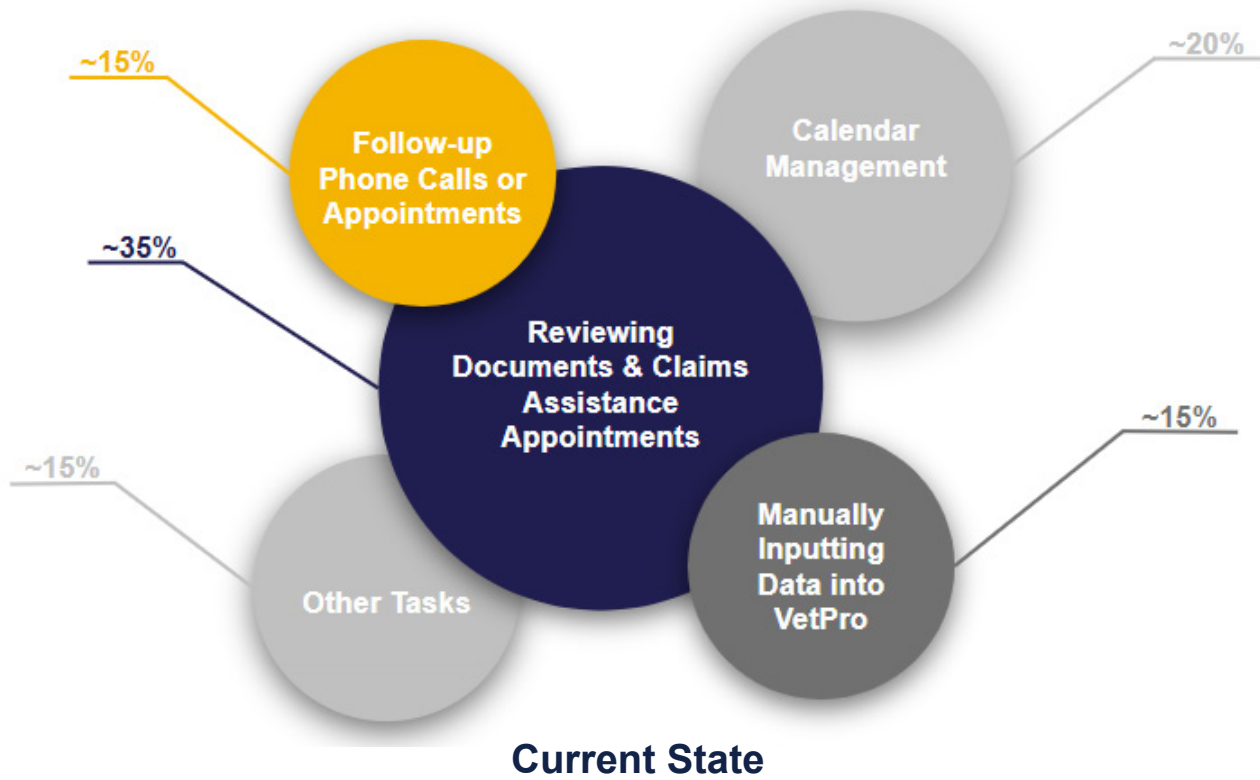 ~15%
~20%
Follow-up
Phone Calls or
Appointments
Calendar
Management
~35%
Reviewing
Documents & Claims
Assistance
Appointments
~15%
~15%
Other Tasks
Manually
Inputting
Data into
VetPro
Current State